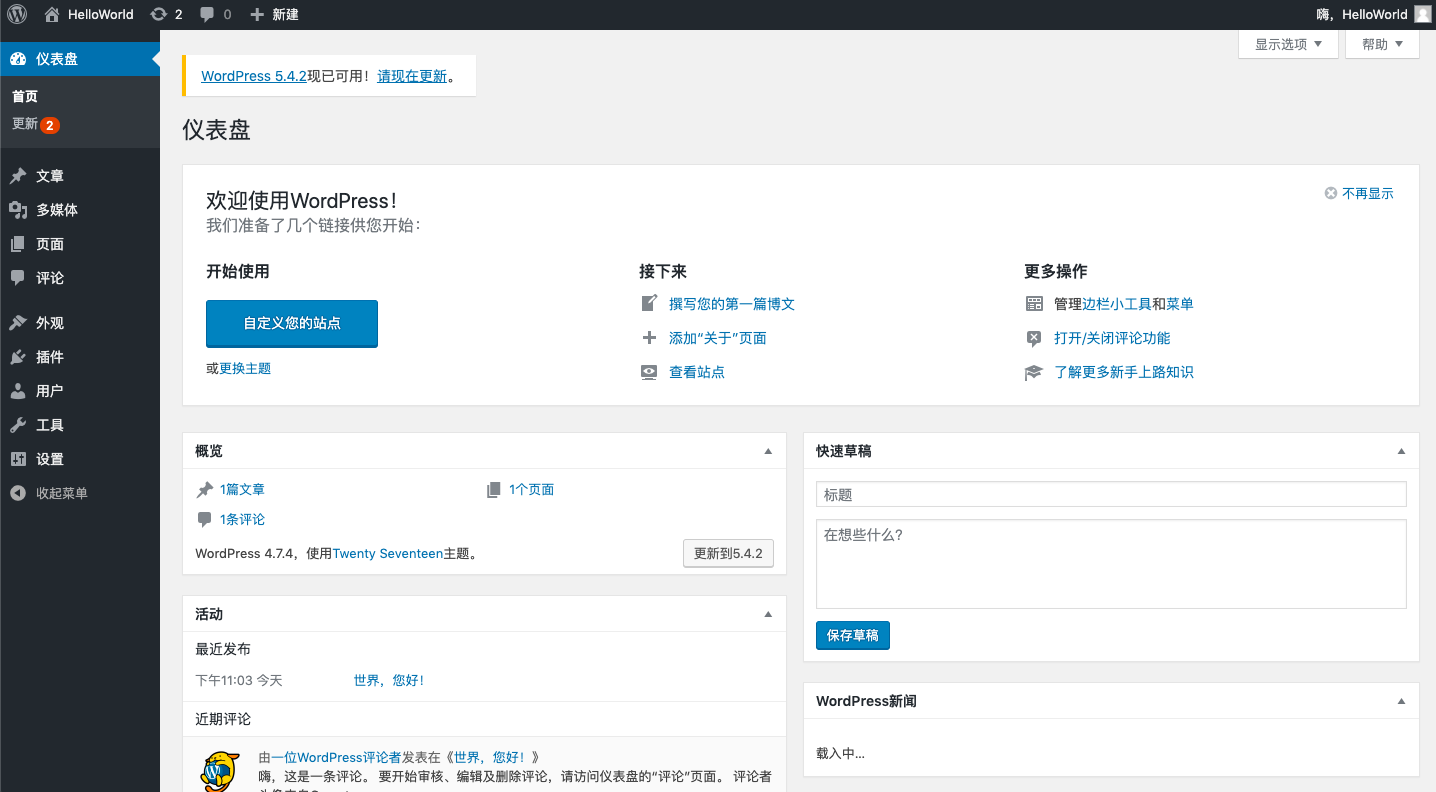 HelloWorld 2 0 新建 嗨，HelloWorld
仪表盘
首页
更新 2
文章
多媒体
页面
评论
外观
插件
用户
工具
设置
收起菜单
显示选项 帮助
WordPress 5.4.2现已可用！请现在更新。
仪表盘
欢迎使用WordPress！
不再显示
我们准备了几个链接供您开始：
开始使用
自定义您的站点
或更换主题
接下来
撰写您的第一篇博文
添加“关于”页面
查看站点
更多操作
管理边栏小工具和菜单
打开/关闭评论功能
了解更多新手上路知识
概览
1篇文章 1个页面
1条评论
WordPress 4.7.4，使用Twenty Seventeen主题。 更新到5.4.2
活动
最近发布
下午11:03 今天 世界，您好！
近期评论
由一位WordPress评论者发表在《世界，您好！》
嗨，这是一条评论。 要开始审核、编辑及删除评论，请访问仪表盘的“评论”页面。 评论者
快速草稿
标题
在想些什么?
保存草稿
WordPress新闻
载入中…